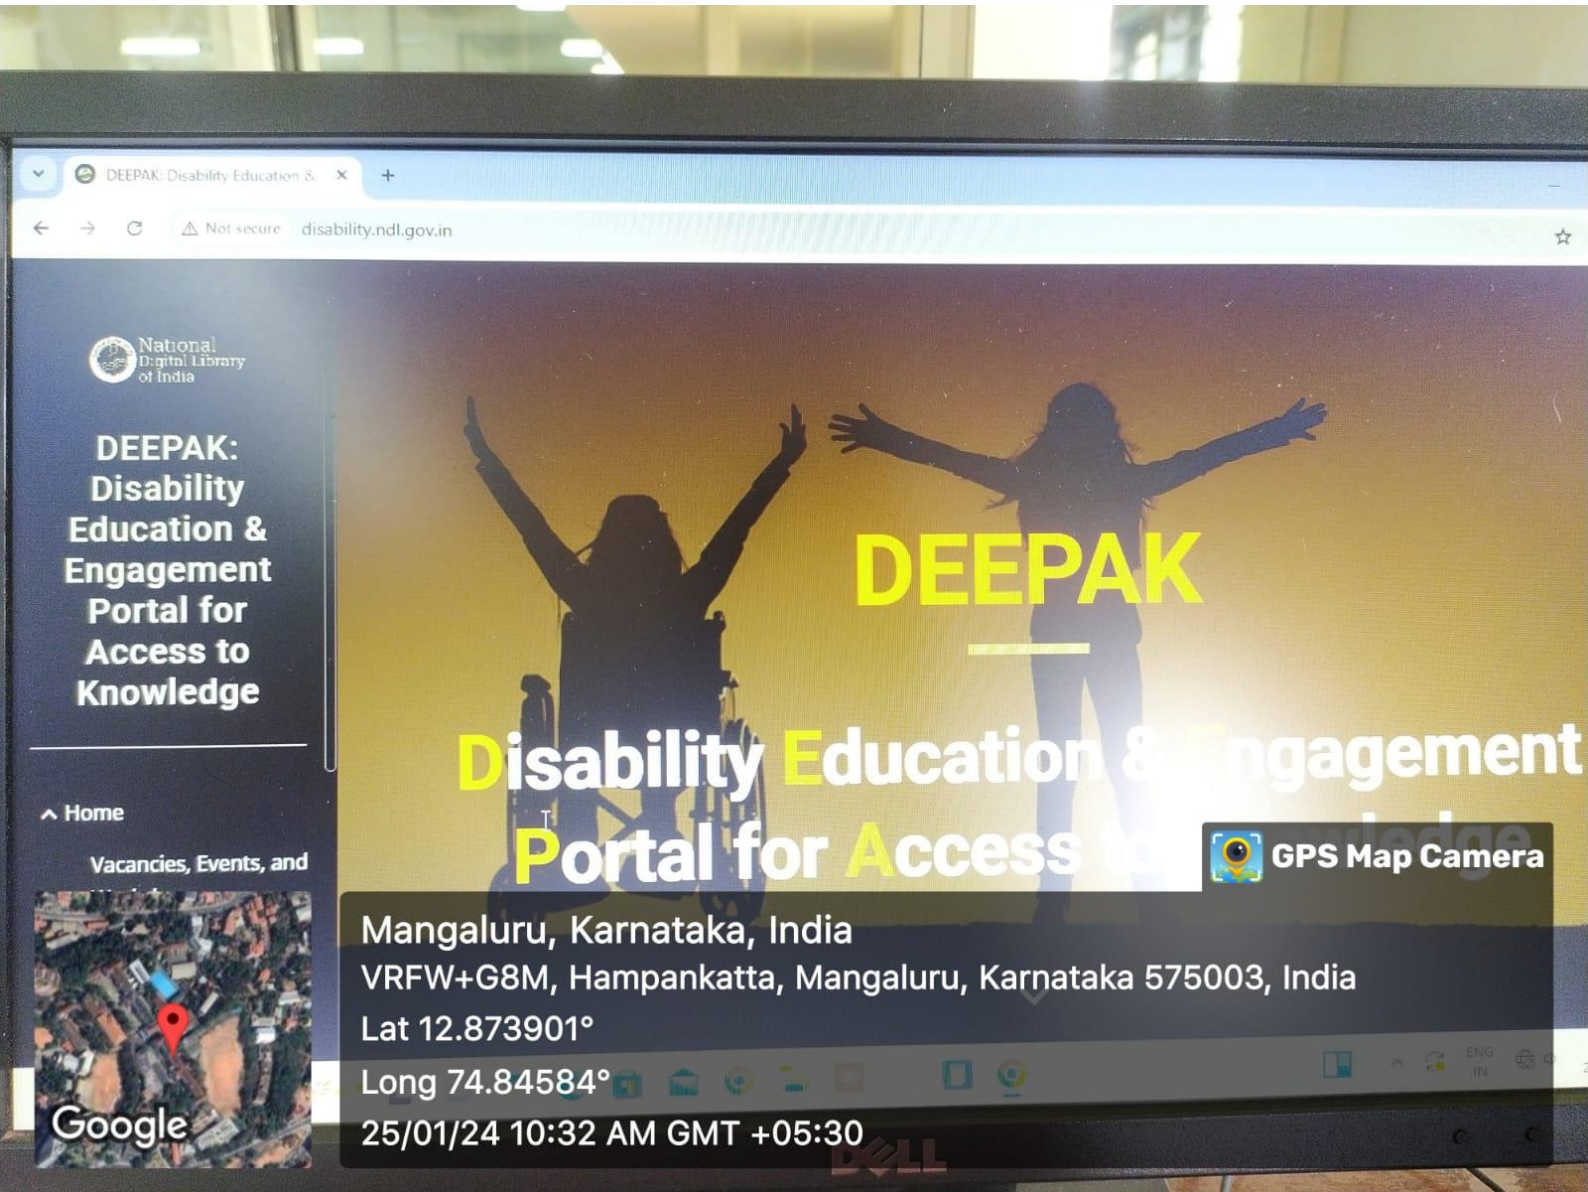 DEEPAK: Disability Education &
Not secure
disability.ndl.gov.in
National
Digital Library
of India
DEEPAK:
Disability
Education &
Engagement
Portal for
Access to
Knowledge
Home
Vacancies, Events, and
DEEPAK
Disability Education & Engagement
Portal for Access to Knowledge
GPS Map Camera
Mangaluru, Karnataka, India
VRFW+G8M, Hampankatta, Mangaluru, Karnataka 575003, India
Lat 12.873901°
Long 74.84584°
25/01/24 10:32 AM GMT +05:30
Google
ENG
IN
DELL